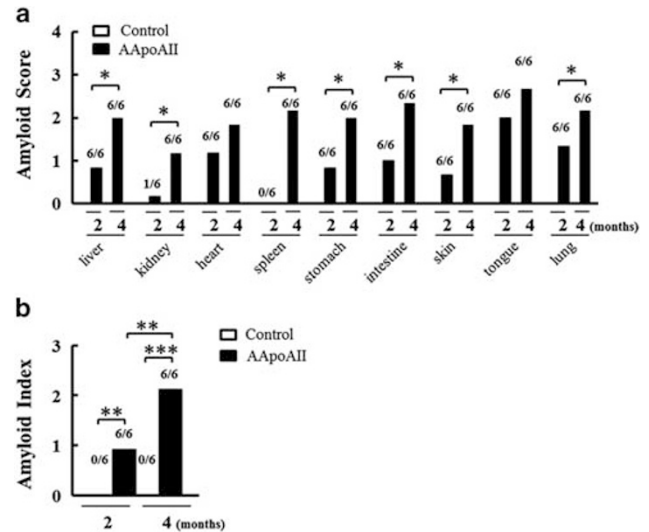 a
Control
AApoAII
Amyloid Score
4
3
2
1
0
* * * * * * *
6/6 6/6 1/6 6/6 6/6 6/6 0/6 6/6 6/6 6/6 6/6 6/6 6/6 6/6 6/6 6/6 6/6 6/6
2 4 2 4 2 4 2 4 2 4 2 4 2 4 2 4 2 4 (months)
liver kidney heart spleen stomach intestine skin tongue lung
b
Control
AApoAII
Amyloid Index
3
2
1
0
**
***
**
0/6 6/6 0/6 6/6
2 4 (months)